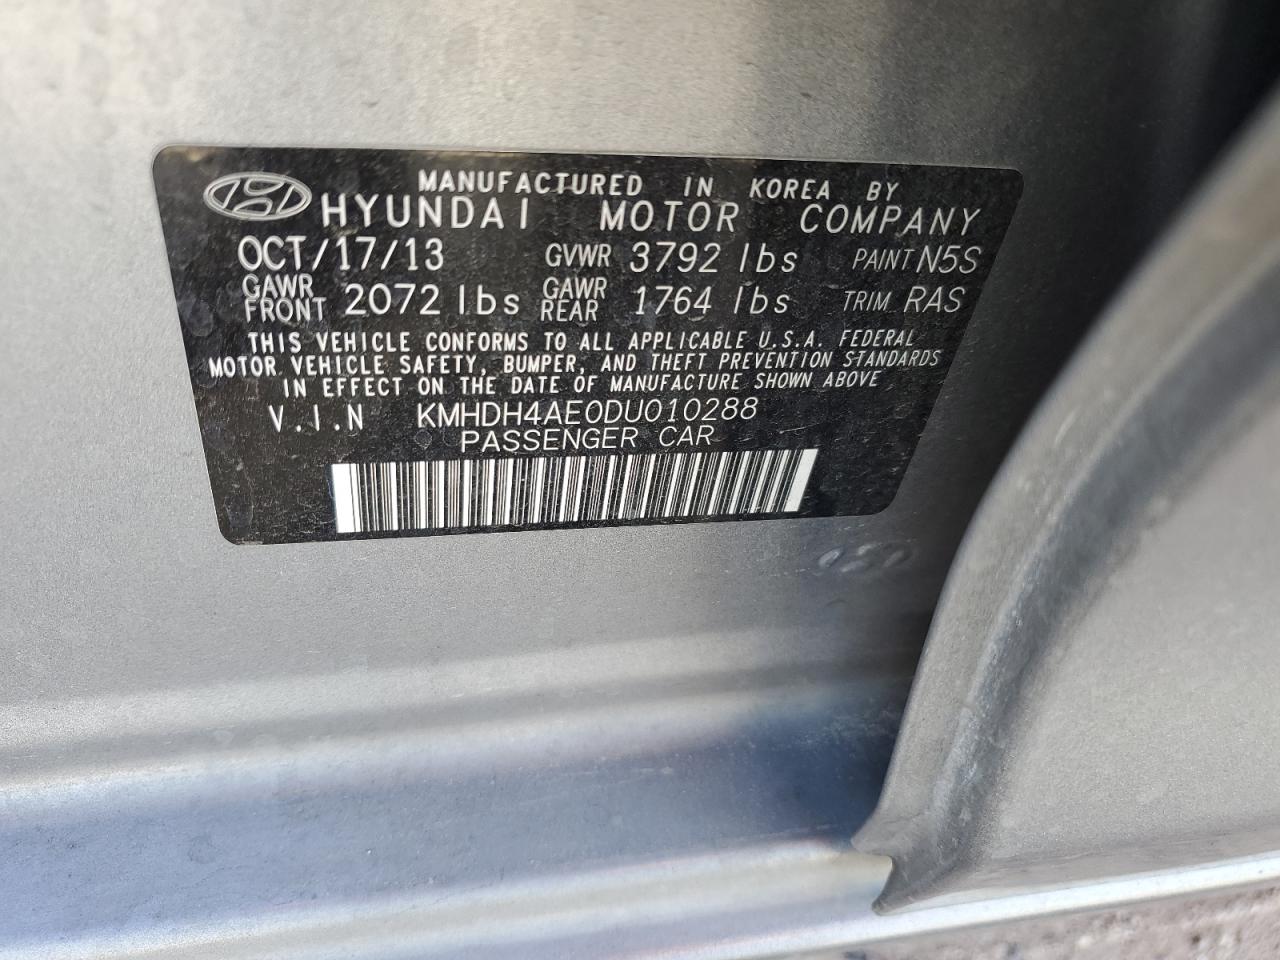 MANUFACTURED IN KOREA BY
HYUNDAI MOTOR COMPANY
OCT/17/13 GVWR 3792 lbs PAINT N5S
GAWR FRONT 2072 lbs GAWR REAR 1764 lbs TRIM RAS
THIS VEHICLE CONFORMS TO ALL APPLICABLE U.S.A. FEDERAL
MOTOR VEHICLE SAFETY, BUMPER, AND THEFT PREVENTION STANDARDS
IN EFFECT ON THE DATE OF MANUFACTURE SHOWN ABOVE
V.I.N KMHDH4AE0DU010288
PASSENGER CAR